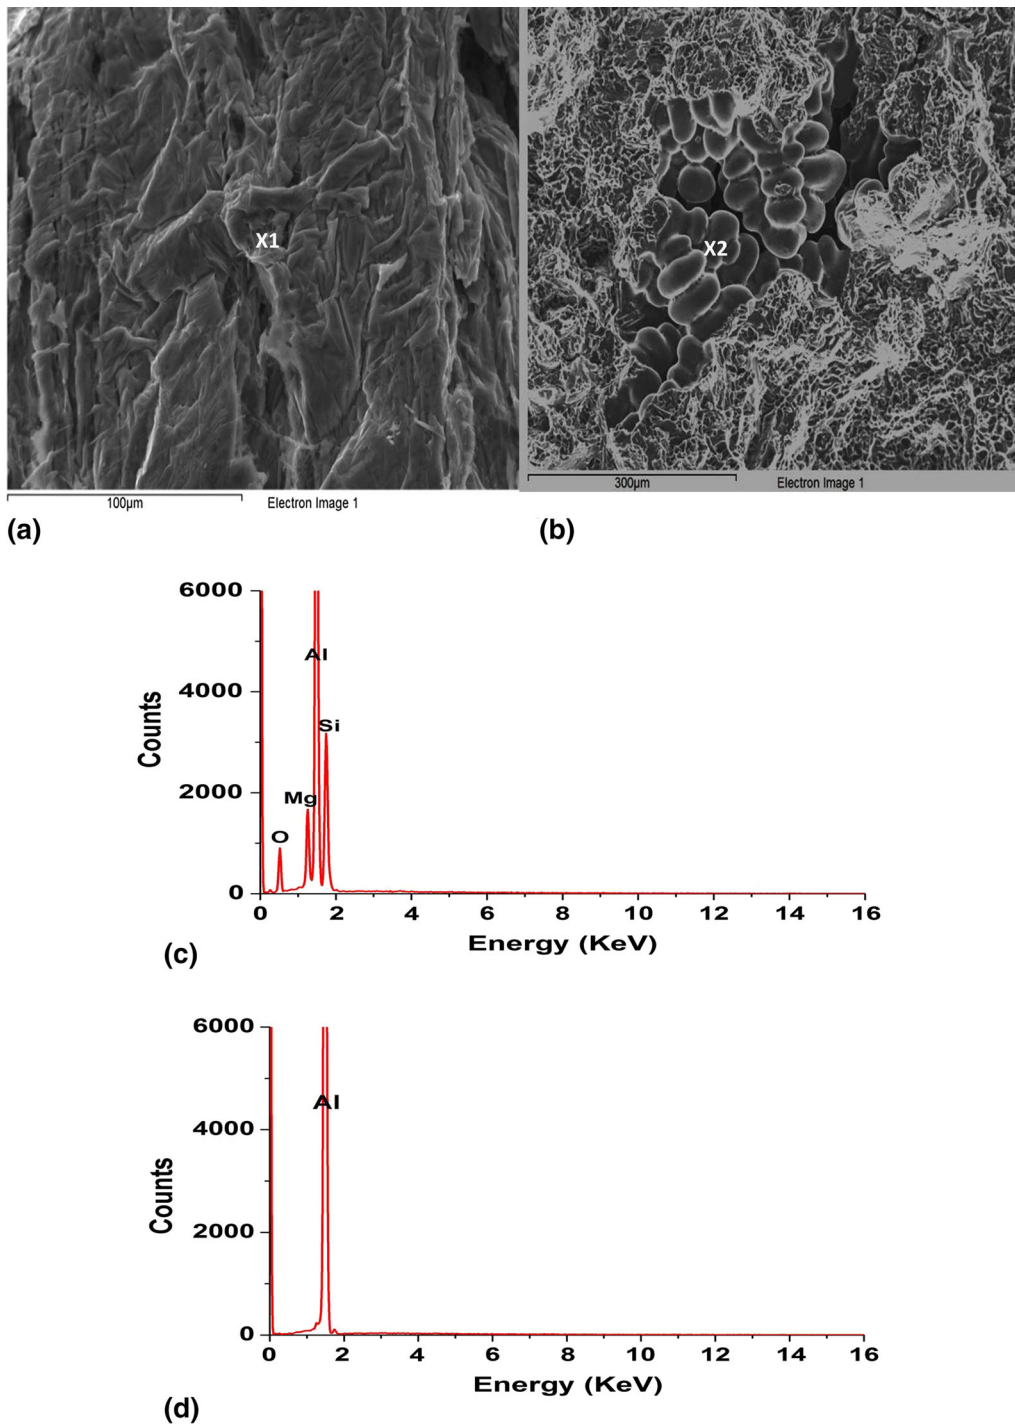 X1
X2
100µm Electron Image 1
300µm Electron Image 1
(a)
(b)
6000
4000
2000
0
Counts
Al
Si
Mg
O
0 2 4 6 8 10 12 14 16
Energy (KeV)
(c)
6000
4000
2000
0
Counts
Al
0 2 4 6 8 10 12 14 16
Energy (KeV)
(d)